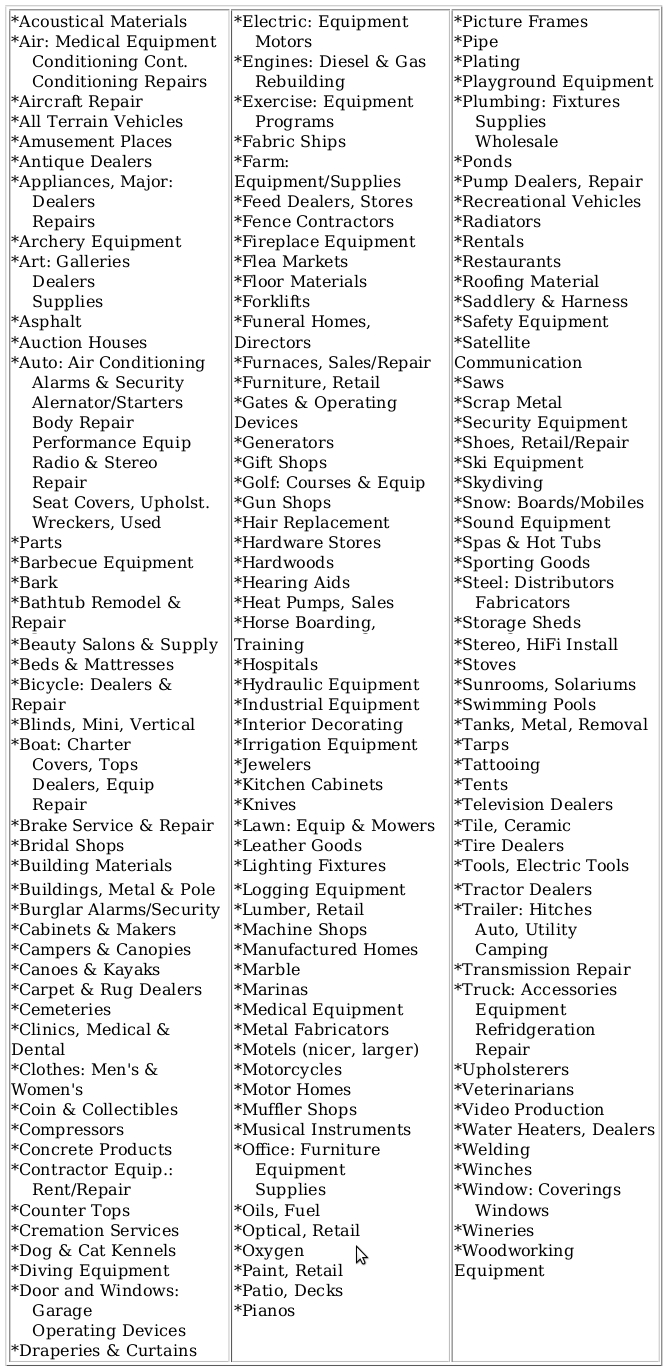 *Acoustical Materials
*Air: Medical Equipment
Conditioning Cont.
Conditioning Repairs
*Aircraft Repair
*All Terrain Vehicles
*Amusement Places
*Antique Dealers
*Appliances, Major:
Dealers
Repairs
*Archery Equipment
*Art: Galleries
Dealers
Supplies
*Asphalt
*Auction Houses
*Auto: Air Conditioning
Alarms & Security
Alernator/Starters
Body Repair
Performance Equip
Radio & Stereo
Repair
Seat Covers, Upholst.
Wreckers, Used
*Parts
*Barbecue Equipment
*Bark
*Bathtub Remodel &
Repair
*Beauty Salons & Supply
*Beds & Mattresses
*Bicycle: Dealers &
Repair
*Blinds, Mini, Vertical
*Boat: Charter
Covers, Tops
Dealers, Equip
Repair
*Brake Service & Repair
*Bridal Shops
*Building Materials
*Buildings, Metal & Pole
*Burglar Alarms/Security
*Cabinets & Makers
*Campers & Canopies
*Canoes & Kayaks
*Carpet & Rug Dealers
*Cemeteries
*Clinics, Medical &
Dental
*Clothes: Men's &
Women's
*Coin & Collectibles
*Compressors
*Concrete Products
*Contractor Equip.:
Rent/Repair
*Counter Tops
*Cremation Services
*Dog & Cat Kennels
*Diving Equipment
*Door and Windows:
Garage
Operating Devices
*Draperies & Curtains
*Electric: Equipment
Motors
*Engines: Diesel & Gas
Rebuilding
*Exercise: Equipment
Programs
*Fabric Ships
*Farm:
Equipment/Supplies
*Feed Dealers, Stores
*Fence Contractors
*Fireplace Equipment
*Flea Markets
*Floor Materials
*Forklifts
*Funeral Homes,
Directors
*Furnaces, Sales/Repair
*Furniture, Retail
*Gates & Operating
Devices
*Generators
*Gift Shops
*Golf: Courses & Equip
*Gun Shops
*Hair Replacement
*Hardware Stores
*Hardwoods
*Hearing Aids
*Heat Pumps, Sales
*Horse Boarding,
Training
*Hospitals
*Hydraulic Equipment
*Industrial Equipment
*Interior Decorating
*Irrigation Equipment
*Jewelers
*Kitchen Cabinets
*Knives
*Lawn: Equip & Mowers
*Leather Goods
*Lighting Fixtures
*Logging Equipment
*Lumber, Retail
*Machine Shops
*Manufactured Homes
*Marble
*Marinas
*Medical Equipment
*Metal Fabricators
*Motels (nicer, larger)
*Motorcycles
*Motor Homes
*Muffler Shops
*Musical Instruments
*Office: Furniture
Equipment
Supplies
*Oils, Fuel
*Optical, Retail
*Oxygen
*Paint, Retail
*Patio, Decks
*Pianos
*Picture Frames
*Pipe
*Plating
*Playground Equipment
*Plumbing: Fixtures
Supplies
Wholesale
*Ponds
*Pump Dealers, Repair
*Recreational Vehicles
*Radiators
*Rentals
*Restaurants
*Roofing Material
*Saddlery & Harness
*Safety Equipment
*Satellite
Communication
*Saws
*Scrap Metal
*Security Equipment
*Shoes, Retail/Repair
*Ski Equipment
*Skydiving
*Snow: Boards/Mobiles
*Sound Equipment
*Spas & Hot Tubs
*Sporting Goods
*Steel: Distributors
Fabricators
*Storage Sheds
*Stereo, HiFi Install
*Stoves
*Sunrooms, Solariums
*Swimming Pools
*Tanks, Metal, Removal
*Tarps
*Tattooing
*Tents
*Television Dealers
*Tile, Ceramic
*Tire Dealers
*Tools, Electric Tools
*Tractor Dealers
*Trailer: Hitches
Auto, Utility
Camping
*Transmission Repair
*Truck: Accessories
Equipment
Refridgeration
Repair
*Upholsterers
*Veterinarians
*Video Production
*Water Heaters, Dealers
*Welding
*Winches
*Window: Coverings
Windows
*Wineries
*Woodworking
Equipment